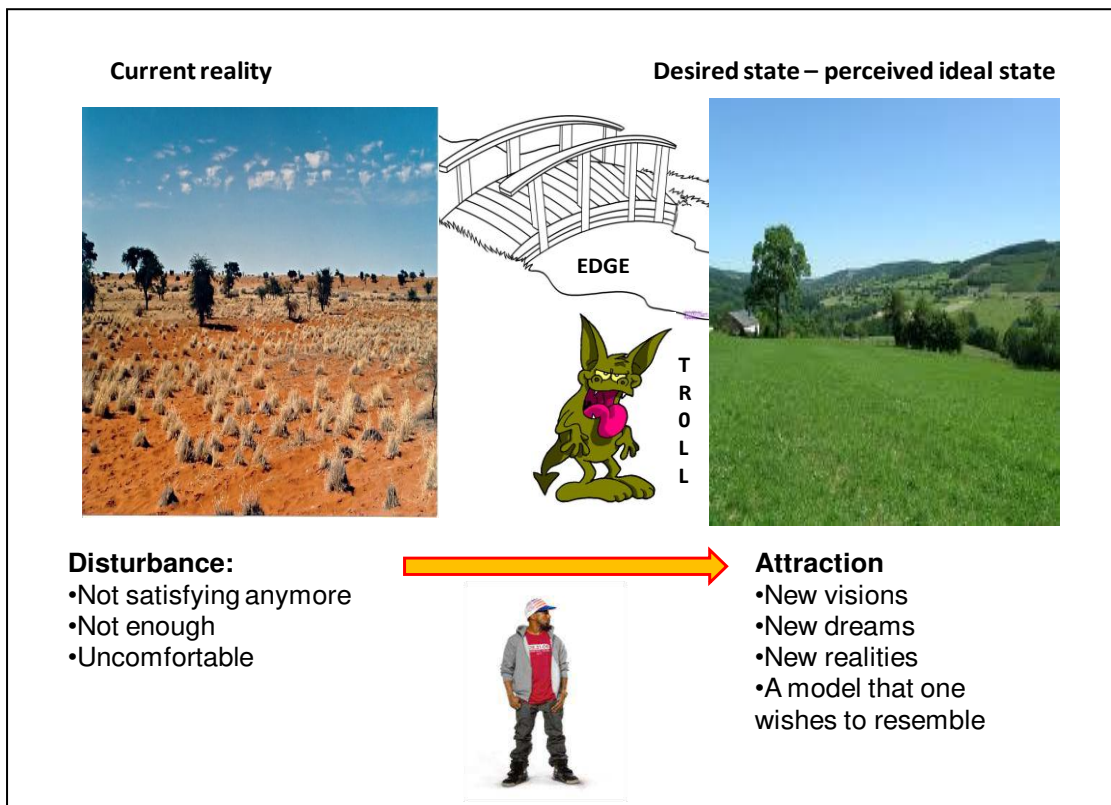 Current reality
Desired state – perceived ideal state
EDGE
T
R
O
L
L
Disturbance:
•Not satisfying anymore
•Not enough
•Uncomfortable
Attraction
•New visions
•New dreams
•New realities
•A model that one
wishes to resemble